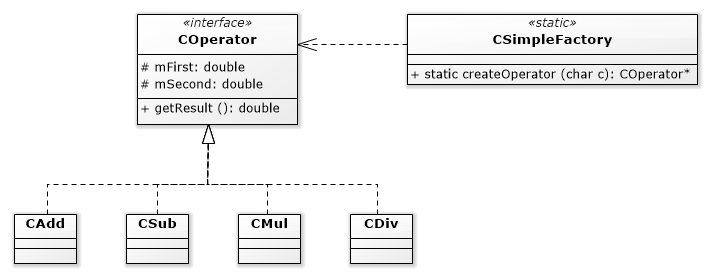 «interface»
COperator
# mFirst: double
# mSecond: double
+ getResult (): double
«static»
CSimpleFactory
+ static createOperator (char c): COperator*
CAdd
CSub
CMul
CDiv